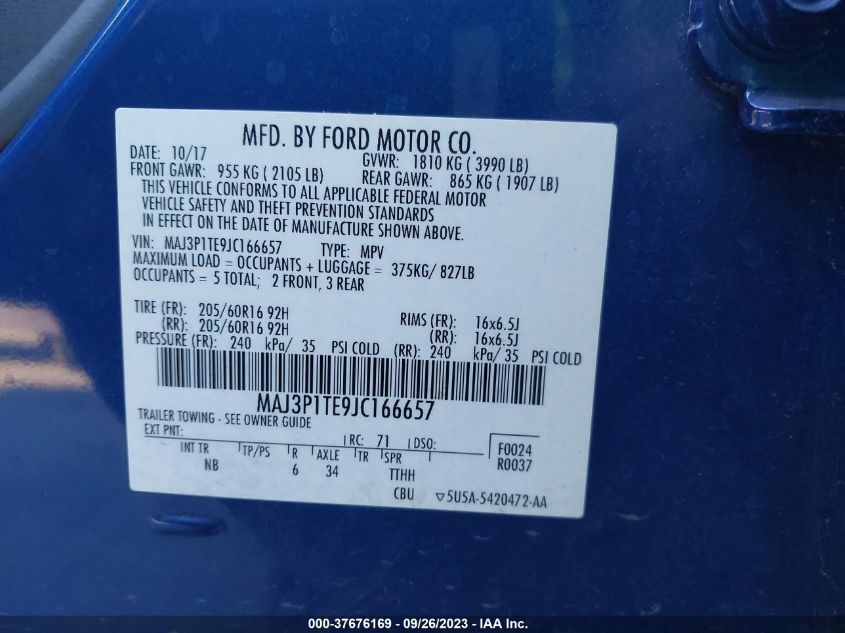 MFD. BY FORD MOTOR CO.
DATE: 10/17 GVWR: 1810 KG ( 3990 LB)
FRONT GAWR: 955 KG ( 2105 LB) REAR GAWR: 865 KG ( 1907 LB)
THIS VEHICLE CONFORMS TO ALL APPLICABLE FEDERAL MOTOR
VEHICLE SAFETY AND THEFT PREVENTION STANDARDS
IN EFFECT ON THE DATE OF MANUFACTURE SHOWN ABOVE.
VIN: MAJ3P1TE9JC166657 TYPE: MPV
MAXIMUM LOAD = OCCUPANTS + LUGGAGE = 375KG/ 827LB
OCCUPANTS = 5 TOTAL; 2 FRONT, 3 REAR
TIRE (FR): 205/60R16 92H RIMS (FR): 16x6.5J
(RR): 205/60R16 92H (RR): 16x6.5J
PRESSURE (FR): 240 kPa/ 35 PSI COLD (RR): 240 kPa/ 35 PSI COLD
MAJ3P1TE9JC166657
TRAILER TOWING - SEE OWNER GUIDE
EXT PNT: RC: 71 DSO: F0024
INT TR TP/PS R AXLE TR SPR R0037
NB 6 34 TTHH
CBU ▽5U5A-5420472-AA
000-37676169 - 09/26/2023 - IAA Inc.